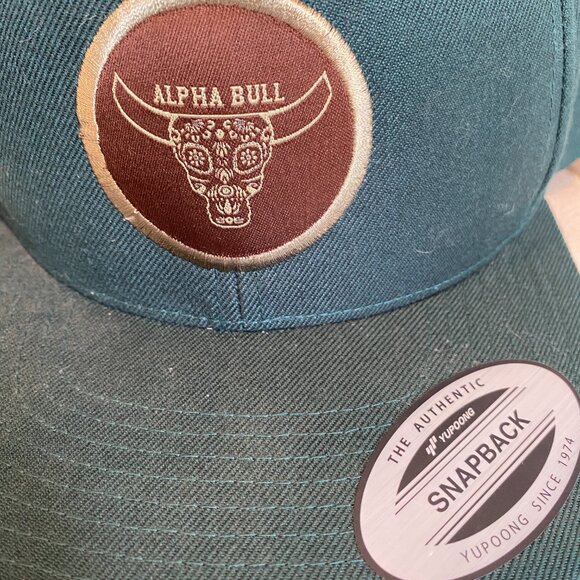 ALPHA BULL
THE AUTHENTIC
YUPOONG
SNAPBACK
YUPOONG SINCE 1974